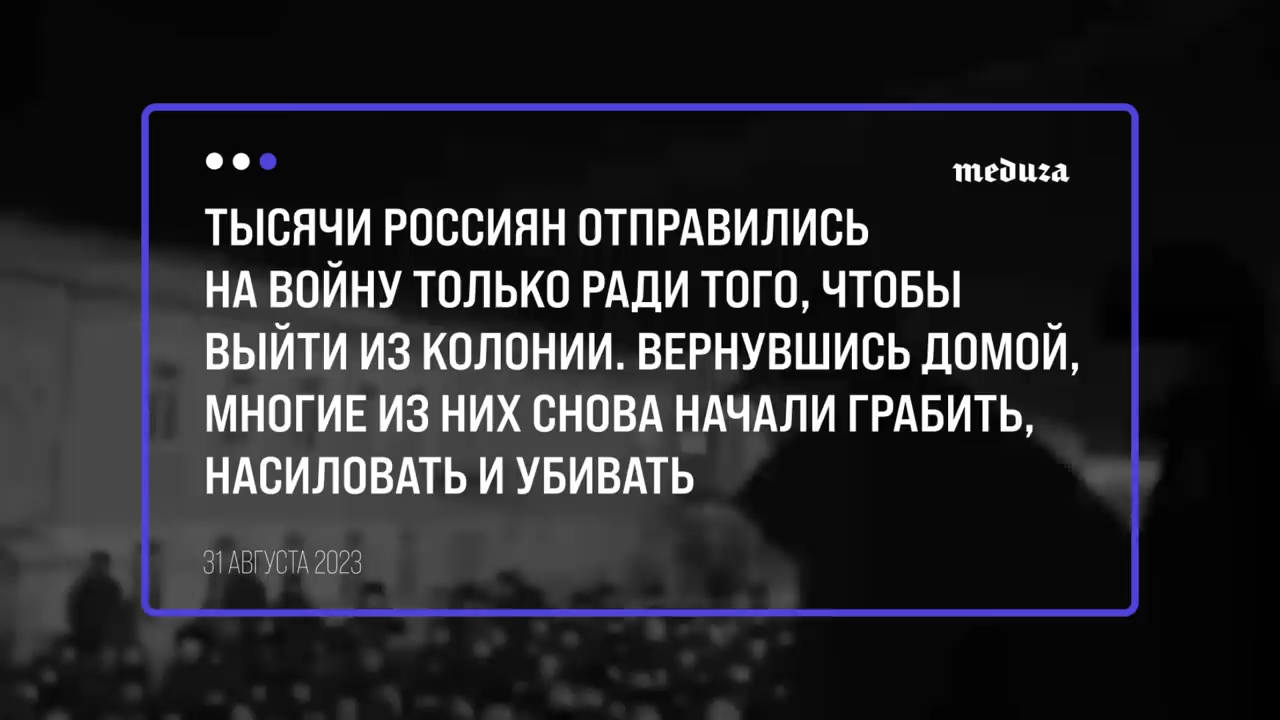 meduza
ТЫСЯЧИ РОССИЯН ОТПРАВИЛИСЬ
НА ВОЙНУ ТОЛЬКО РАДИ ТОГО, ЧТОБЫ
ВЫЙТИ ИЗ КОЛОНИИ. ВЕРНУВШИСЬ ДОМОЙ,
МНОГИЕ ИЗ НИХ СНОВА НАЧАЛИ ГРАБИТЬ,
НАСИЛОВАТЬ И УБИВАТЬ
31 АВГУСТА 2023